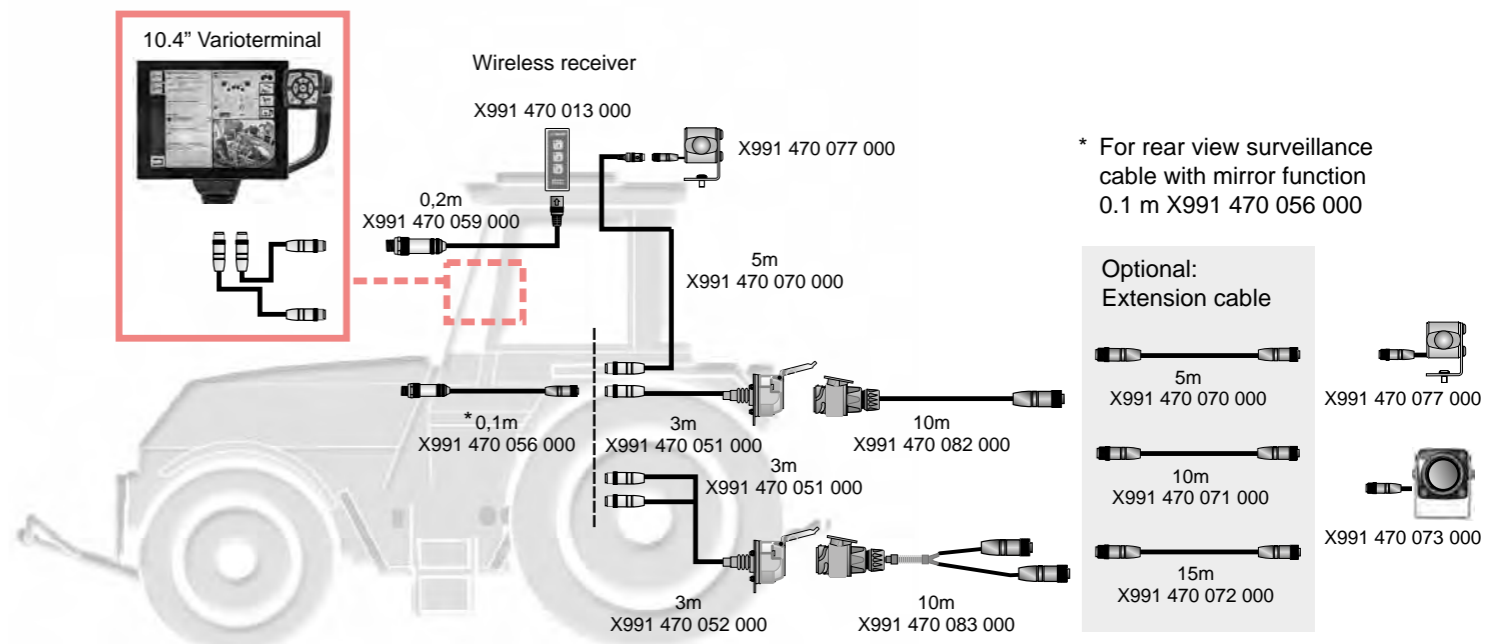 10.4” Varioterminal
Wireless receiver
X991 470 013 000
X991 470 077 000
* For rear view surveillance
cable with mirror function
0.1 m X991 470 056 000
0,2m
X991 470 059 000
5m
X991 470 070 000
*0,1m
X991 470 056 000
3m
X991 470 051 000
10m
X991 470 082 000
3m
X991 470 051 000
3m
X991 470 052 000
10m
X991 470 083 000
Optional:
Extension cable
5m
X991 470 070 000
10m
X991 470 071 000
15m
X991 470 072 000
X991 470 077 000
X991 470 073 000